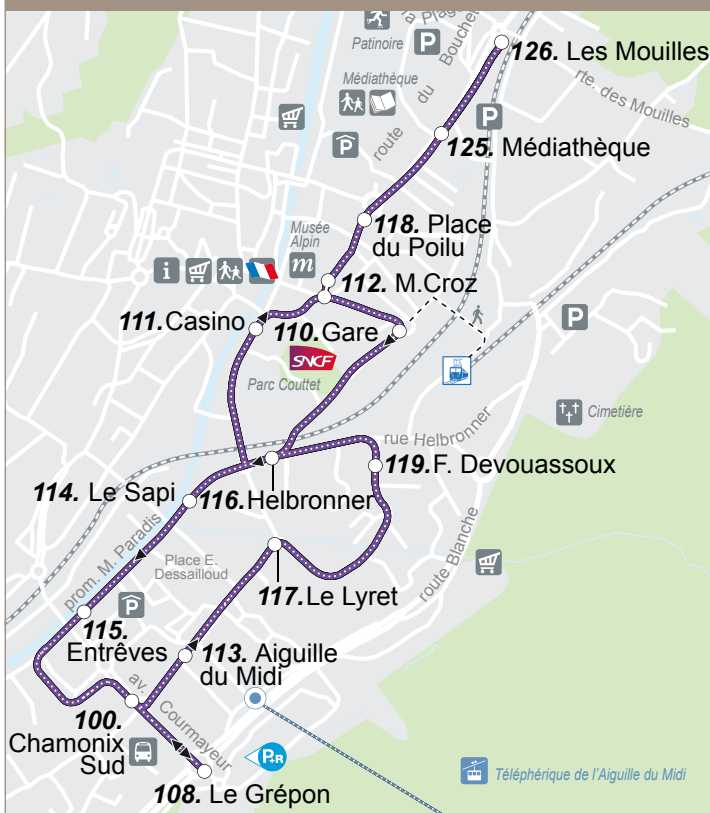 Patinoire
la Plag
P
126. Les Mouilles
Médiathèque
route
du
Bouchet
P
rte. des Mouilles
P
125. Médiathèque
Musée
Alpin
118. Place
du Poilu
i
m
112. M.Croz
111. Casino
110. Gare
P
SNCF
Parc Couttet
rue Helbronner
Cimetière
119. F. Devouassoux
114. Le Sapi
116. Helbronner
prom. M. Paradis
Place E.
Dessailloud
route Blanche
117. Le Lyret
P
115.
Entrêves
113. Aiguille
du Midi
av. Courmayeur
100.
Chamonix
Sud
P+R
Téléphérique de l'Aiguille du Midi
108. Le Grépon